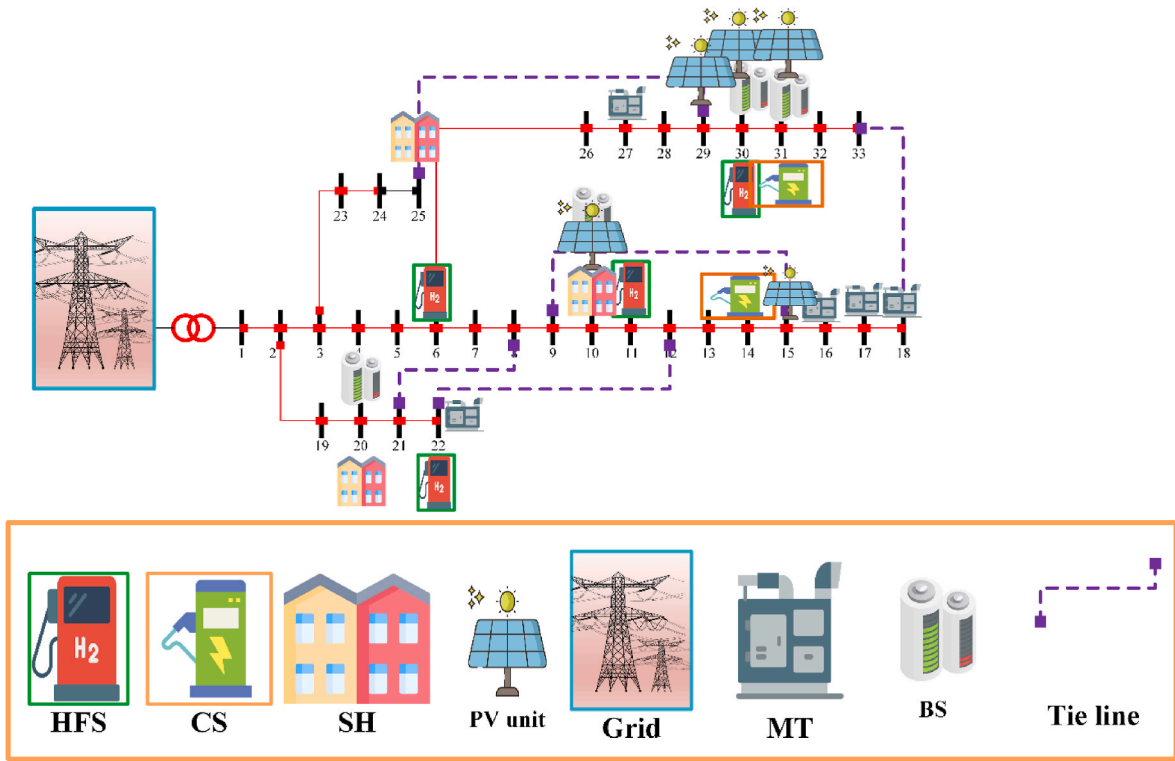 26 27 28 29 30 31 32 33
H2
23 24 25
H2
H2
1 2 3 4 5 6 7 9 10 11 12 13 14 15 16 17 18
19 20 21 22
H2
H2
HFS CS SH PV unit Grid MT BS Tie line